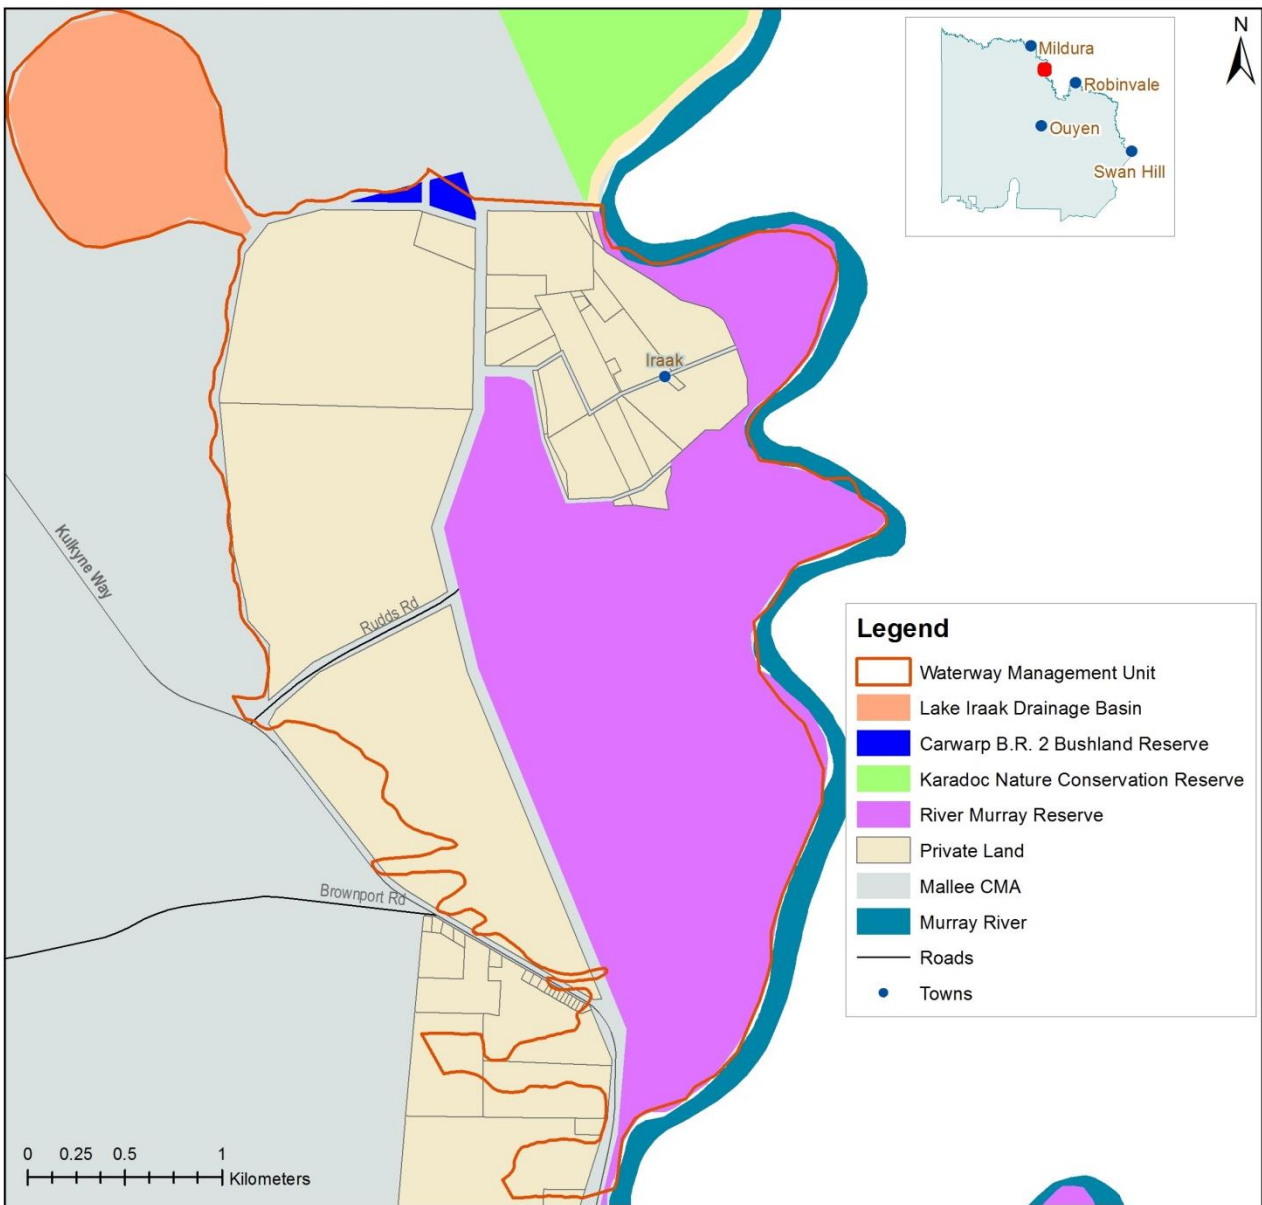 N
Mildura
Robinvale
Ouyen
Swan Hill
Iraak
Kulkyne Way
Rudds Rd
Brownport Rd
Legend
Waterway Management Unit
Lake Iraak Drainage Basin
Carwarp B.R. 2 Bushland Reserve
Karadoc Nature Conservation Reserve
River Murray Reserve
Private Land
Mallee CMA
Murray River
Roads
Towns
0 0.25 0.5 1
Kilometers